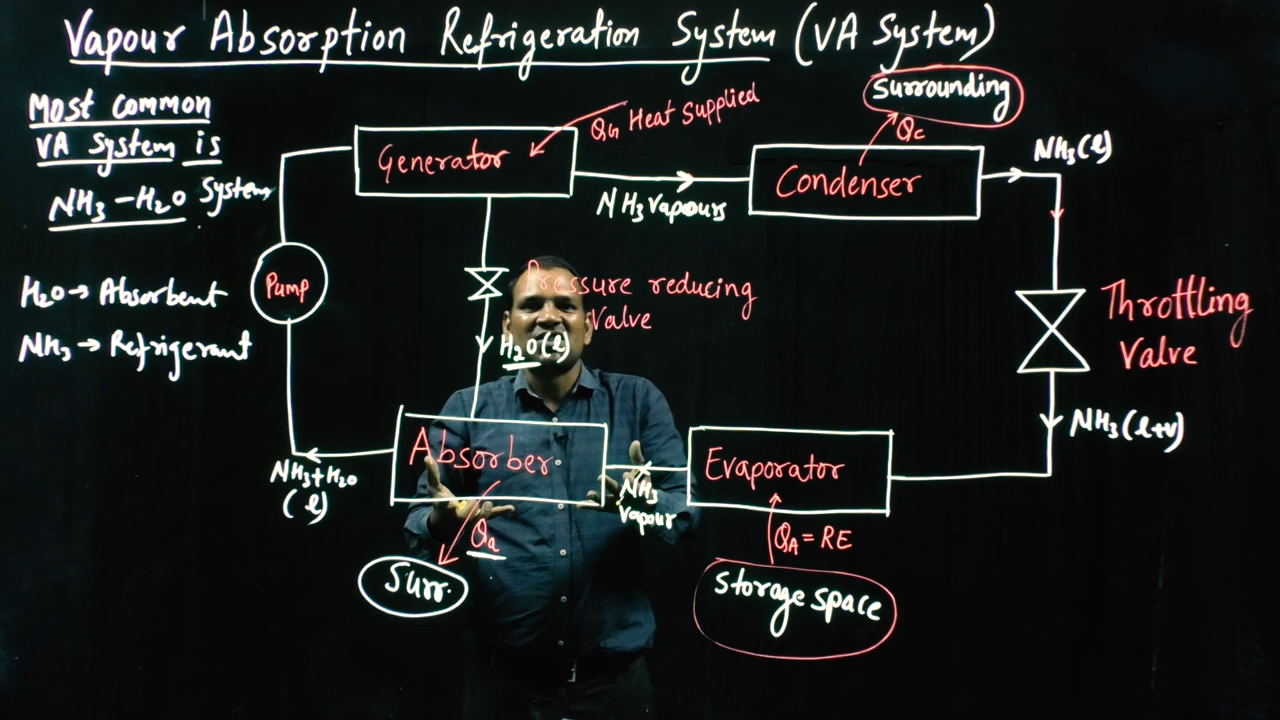 Vapour Absorption Refrigeration System (VA System)
Most common
VA System is
NH3 - H2O System
H2O → Absorbent
NH3 → Refrigerant
Generator
QG Heat Supplied
Surrounding
Qc
Condenser
NH3(l)
NH3 Vapours
Pump
Pressure reducing
Valve
H2O(l)
Throttling
Valve
NH3(l+v)
Absorber
Evaporator
NH3+H2O
(l)
NH3
Vapour
Qa
Surr.
QA = RE
Storage space